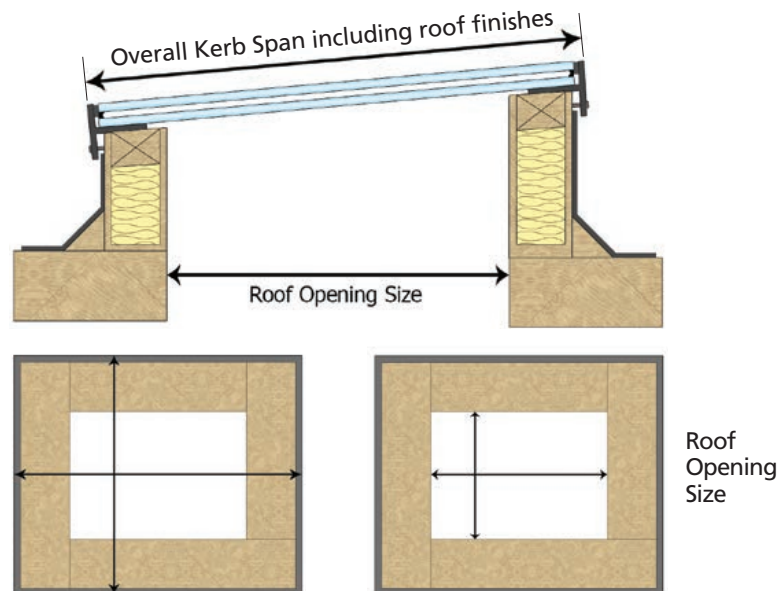 Overall Kerb Span including roof finishes
Roof Opening Size
Roof
Opening
Size